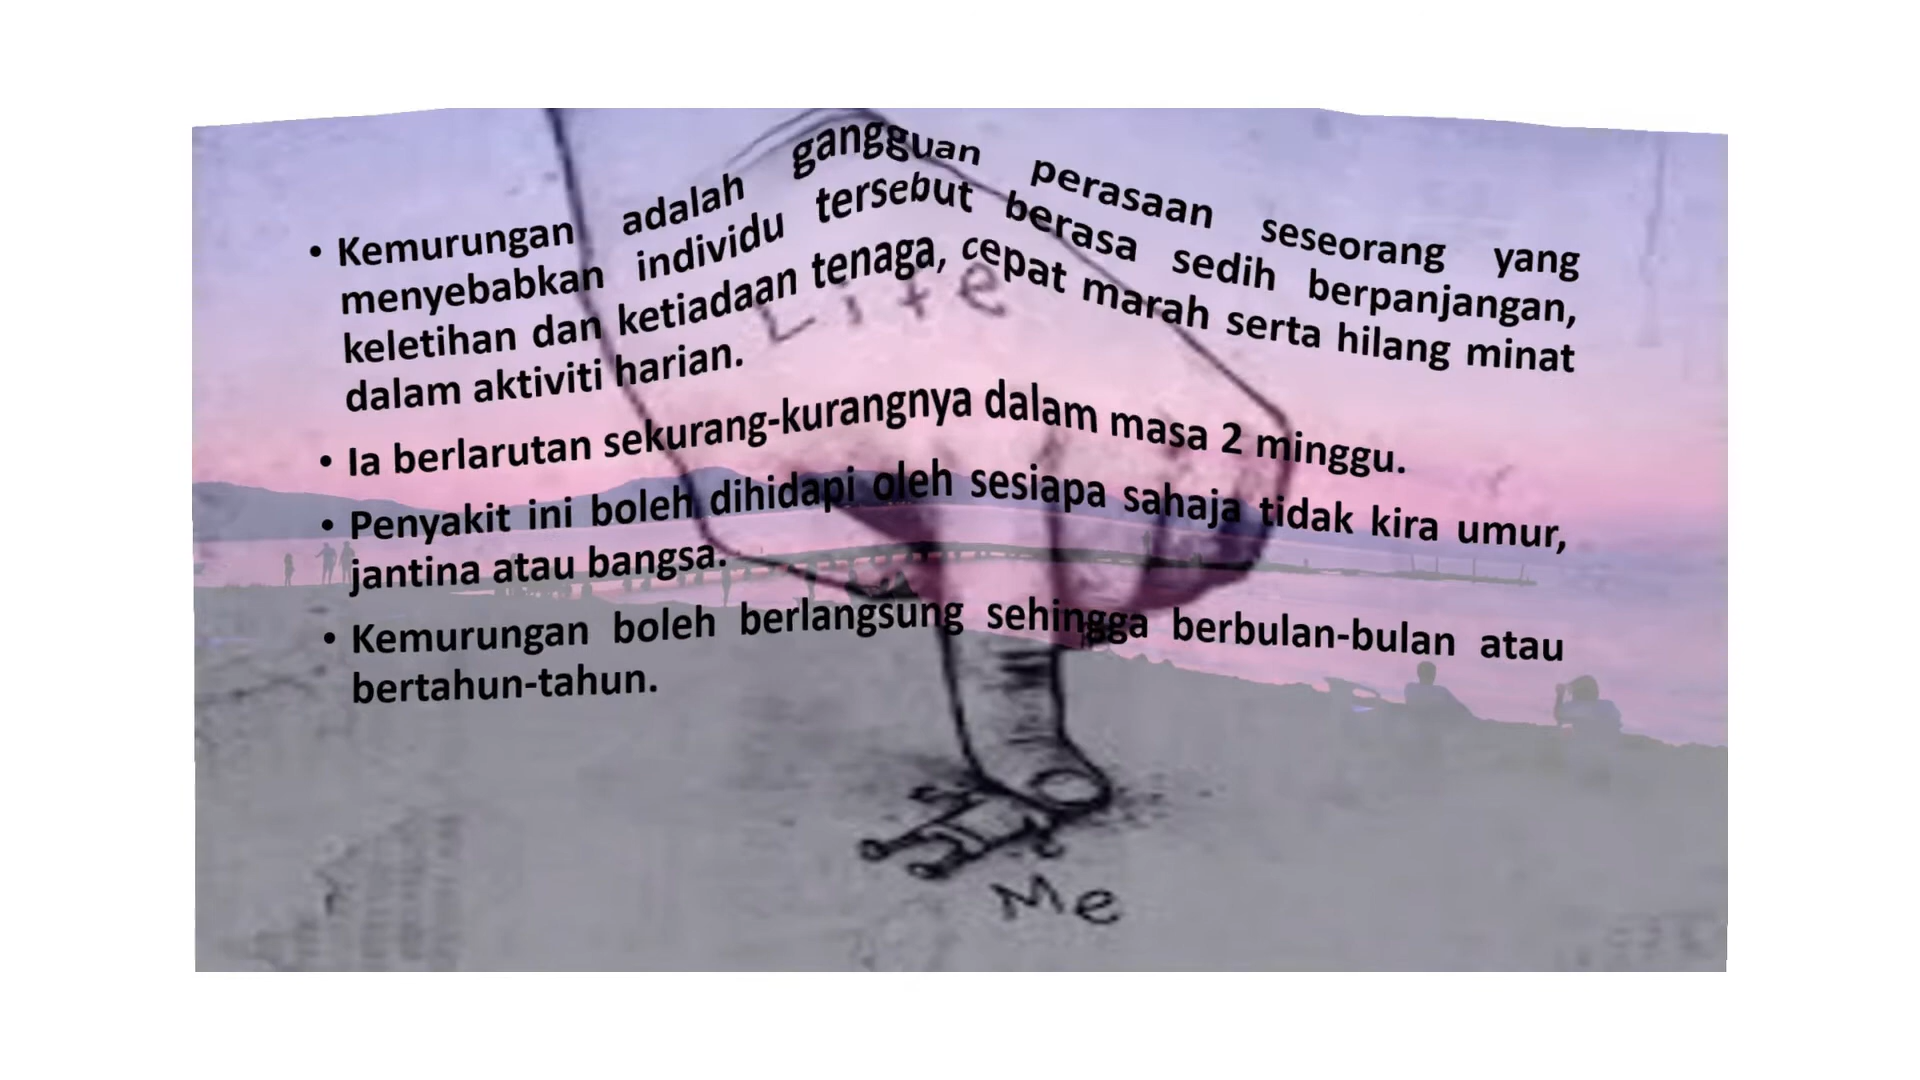 • Kemurungan adalah gangguan perasaan seseorang yang
menyebabkan individu tersebut berasa sedih berpanjangan,
keletihan dan ketiadaan tenaga, cepat marah serta hilang minat
dalam aktiviti harian.
• Ia berlarutan sekurang-kurangnya dalam masa 2 minggu.
• Penyakit ini boleh dihidapi oleh sesiapa sahaja tidak kira umur,
jantina atau bangsa.
• Kemurungan boleh berlangsung sehingga berbulan-bulan atau
bertahun-tahun.
Life
Me